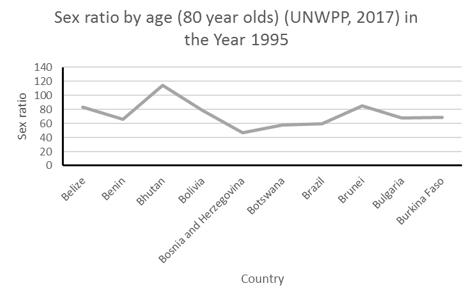 Sex ratio by age (80 year olds) (UNWPP, 2017) in
the Year 1995
140
120
100
80
60
40
20
0
Sex ratio
Belize
Benin
Bhutan
Bolivia
Bosnia and Herzegovina
Botswana
Brazil
Brunei
Bulgaria
Burkina Faso
Country